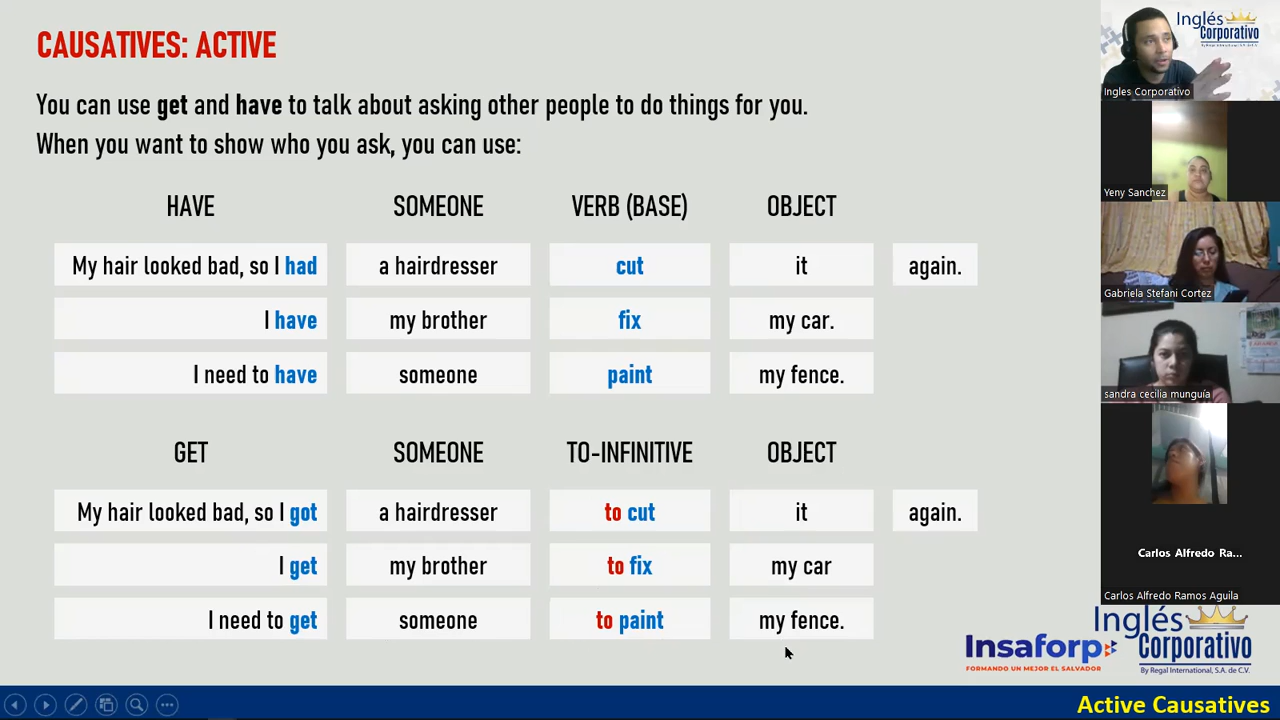 CAUSATIVES: ACTIVE
You can use get and have to talk about asking other people to do things for you.
When you want to show who you ask, you can use:
HAVE SOMEONE VERB (BASE) OBJECT
My hair looked bad, so I had a hairdresser cut it again.
I have my brother fix my car.
I need to have someone paint my fence.
GET SOMEONE TO-INFINITIVE OBJECT
My hair looked bad, so I got a hairdresser to cut it again.
I get my brother to fix my car
I need to get someone to paint my fence.
Inglés
Corporativo
By Regal International, S.A. de C.V.
Ingles Corporativo
Yeny Sanchez
Gabriela Stefani Cortez
sandra cecilia munguía
Carlos Alfredo Ra...
Carlos Alfredo Ramos Aguila
Insaforp
FORMANDO UN MEJOR EL SALVADOR
Inglés
Corporativo
By Regal International, S.A. de C.V.
Active Causatives